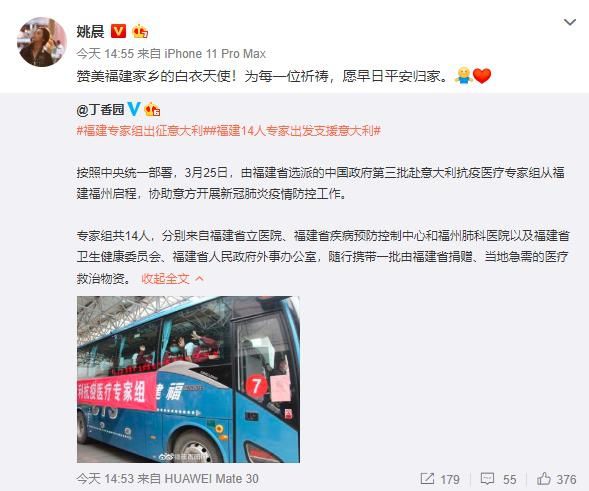 姚晨
今天 14:55 来自 iPhone 11 Pro Max
赞美福建家乡的白衣天使！为每一位祈祷，愿早日平安归家。
@丁香园
#福建专家组出征意大利##福建14人专家出发支援意大利#
按照中央统一部署，3月25日，由福建省选派的中国政府第三批赴意大利抗疫医疗专家组从福
建福州启程，协助意方开展新冠肺炎疫情防控工作。
专家组共14人，分别来自福建省立医院、福建省疾病预防控制中心和福州肺科医院以及福建省
卫生健康委员会、福建省人民政府外事办公室，随行携带一批由福建省捐赠、当地急需的医疗
救治物资。 收起全文
7
利抗疫医疗专家组
建 福
今天 14:53 来自 HUAWEI Mate 30
179 55 376